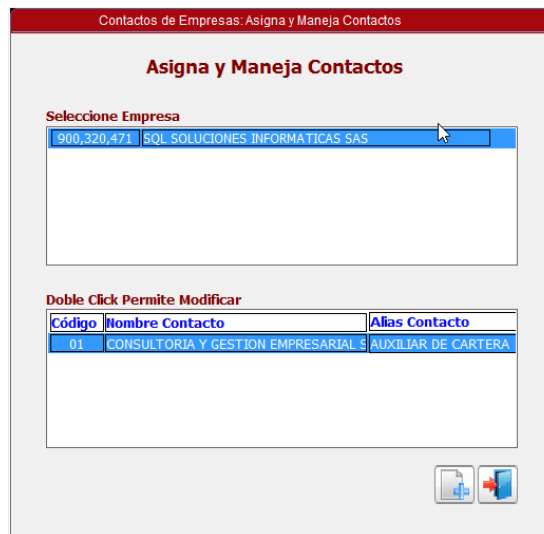 Contactos de Empresas: Asigna y Maneja Contactos
Asigna y Maneja Contactos
Seleccione Empresa
900,320,471 SQL SOLUCIONES INFORMATICAS SAS
Doble Click Permite Modificar
Código Nombre Contacto Alias Contacto
01 CONSULTORIA Y GESTION EMPRESARIAL S AUXILIAR DE CARTERA